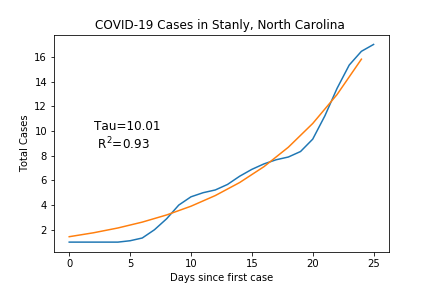 COVID-19 Cases in Stanly, North Carolina
16
14
12
10
8
6
4
2
Total Cases
Tau=10.01
R²=0.93
0 5 10 15 20 25
Days since first case